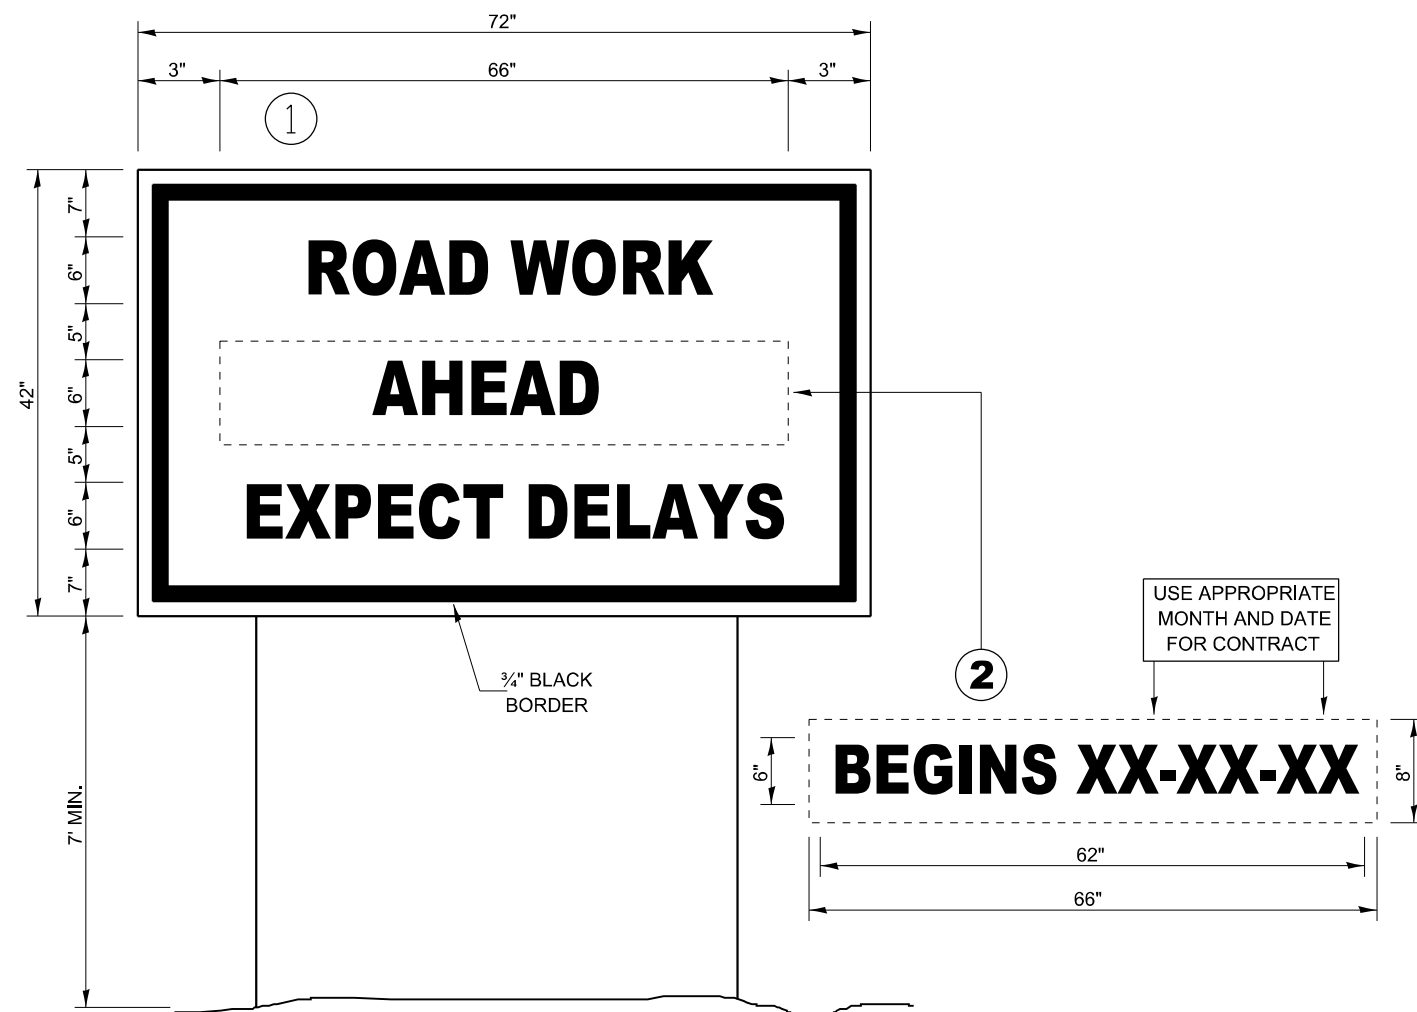 72"
3" 66" 3"
1
7"
6"
5"
6"
5"
6"
7"
42"
ROAD WORK
AHEAD
EXPECT DELAYS
¾" BLACK
BORDER
7' MIN.
2
USE APPROPRIATE
MONTH AND DATE
FOR CONTRACT
6"
BEGINS XX-XX-XX
8"
62"
66"